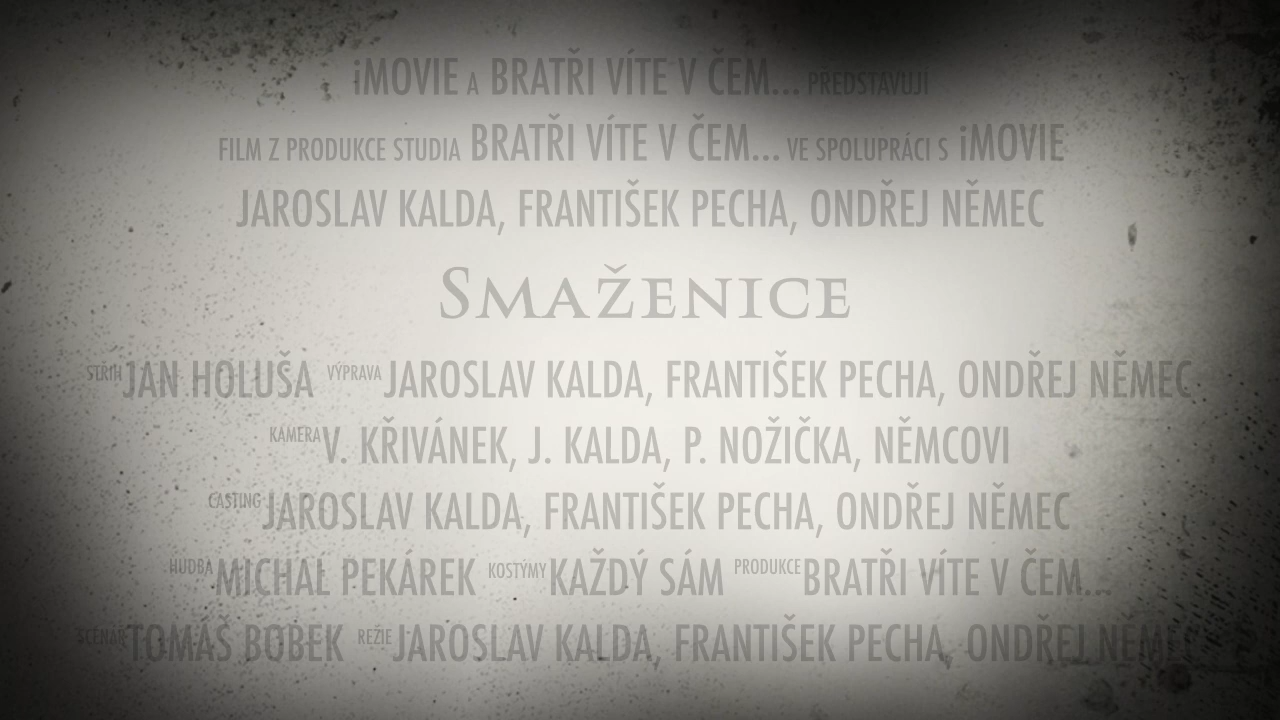 iMOVIE A BRATŘI VÍTE V ČEM... PŘEDSTAVUJÍ
FILM Z PRODUKCE STUDIA BRATŘI VÍTE V ČEM... VE SPOLUPRÁCI S iMOVIE
JAROSLAV KALDA, FRANTIŠEK PECHA, ONDŘEJ NĚMEC
SMAŽENICE
STŘIH JAN HOLUŠA VÝPRAVA JAROSLAV KALDA, FRANTIŠEK PECHA, ONDŘEJ NĚMEC
KAMERA V. KŘIVÁNEK, J. KALDA, P. NOŽIČKA, NĚMCOVI
CASTING JAROSLAV KALDA, FRANTIŠEK PECHA, ONDŘEJ NĚMEC
HUDBA MICHAL PEKÁREK KOSTÝMY KAŽDÝ SÁM PRODUKCE BRATŘI VÍTE V ČEM...
SCÉNÁŘ TOMÁŠ BOBEK REŽIE JAROSLAV KALDA, FRANTIŠEK PECHA, ONDŘEJ NĚMEC